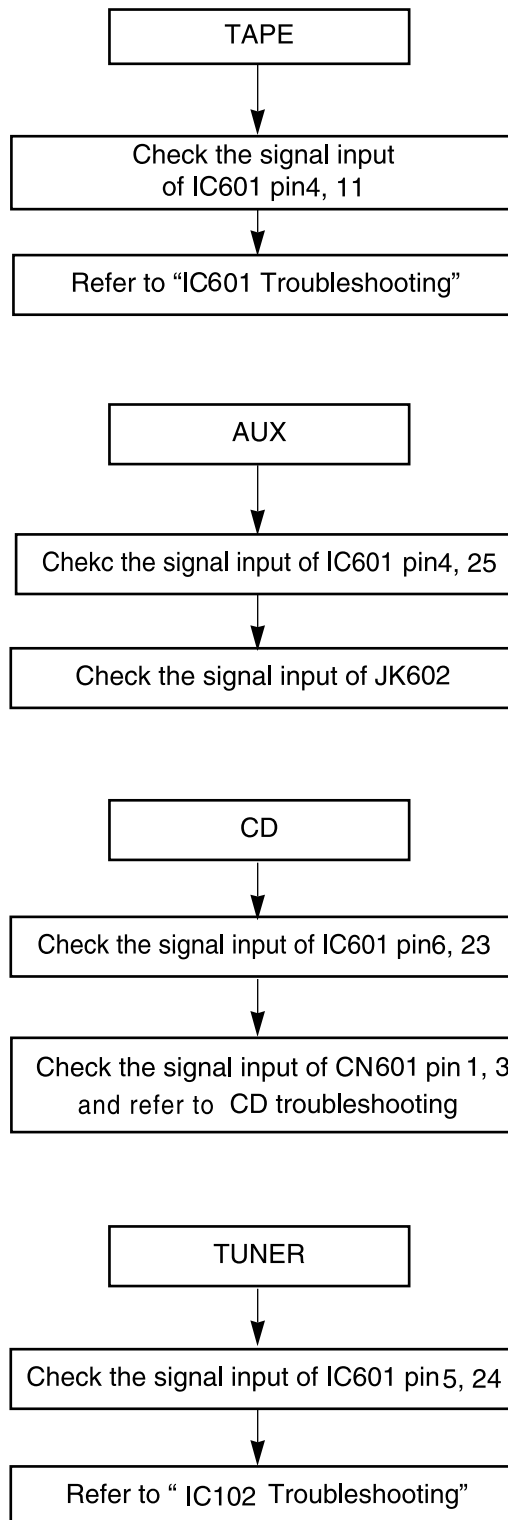 TAPE
Check the signal input
of IC601 pin4, 11
Refer to “IC601 Troubleshooting”
AUX
Chekc the signal input of IC601 pin4, 25
Check the signal input of JK602
CD
Check the signal input of IC601 pin6, 23
Check the signal input of CN601 pin 1, 3
and refer to CD troubleshooting
TUNER
Check the signal input of IC601 pin5, 24
Refer to “ IC102 Troubleshooting”